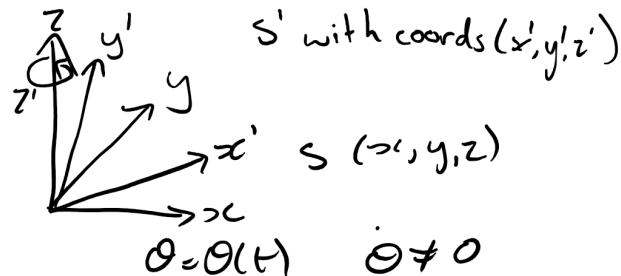 z
y'
S' with coords (x', y', z')
z'
y
x'
S (x, y, z)
x
θ = θ(t) θ̇ ≠ 0